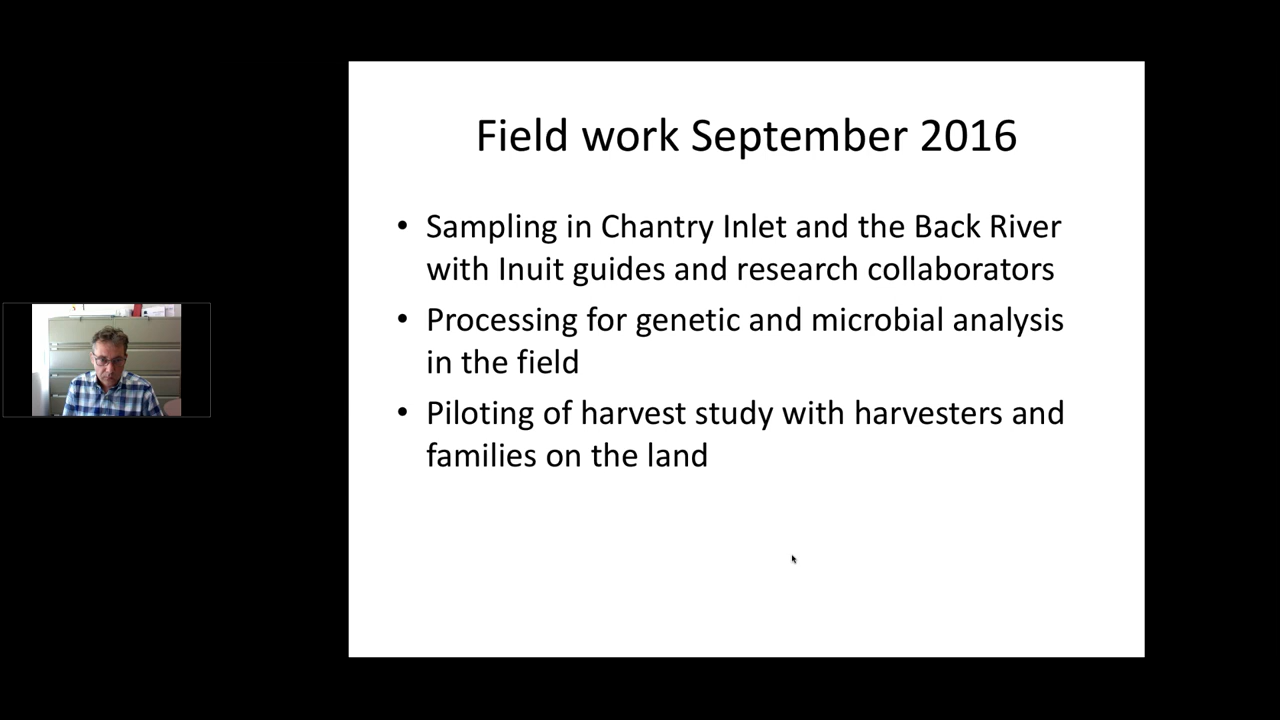 Field work September 2016
• Sampling in Chantry Inlet and the Back River
with Inuit guides and research collaborators
• Processing for genetic and microbial analysis
in the field
• Piloting of harvest study with harvesters and
families on the land